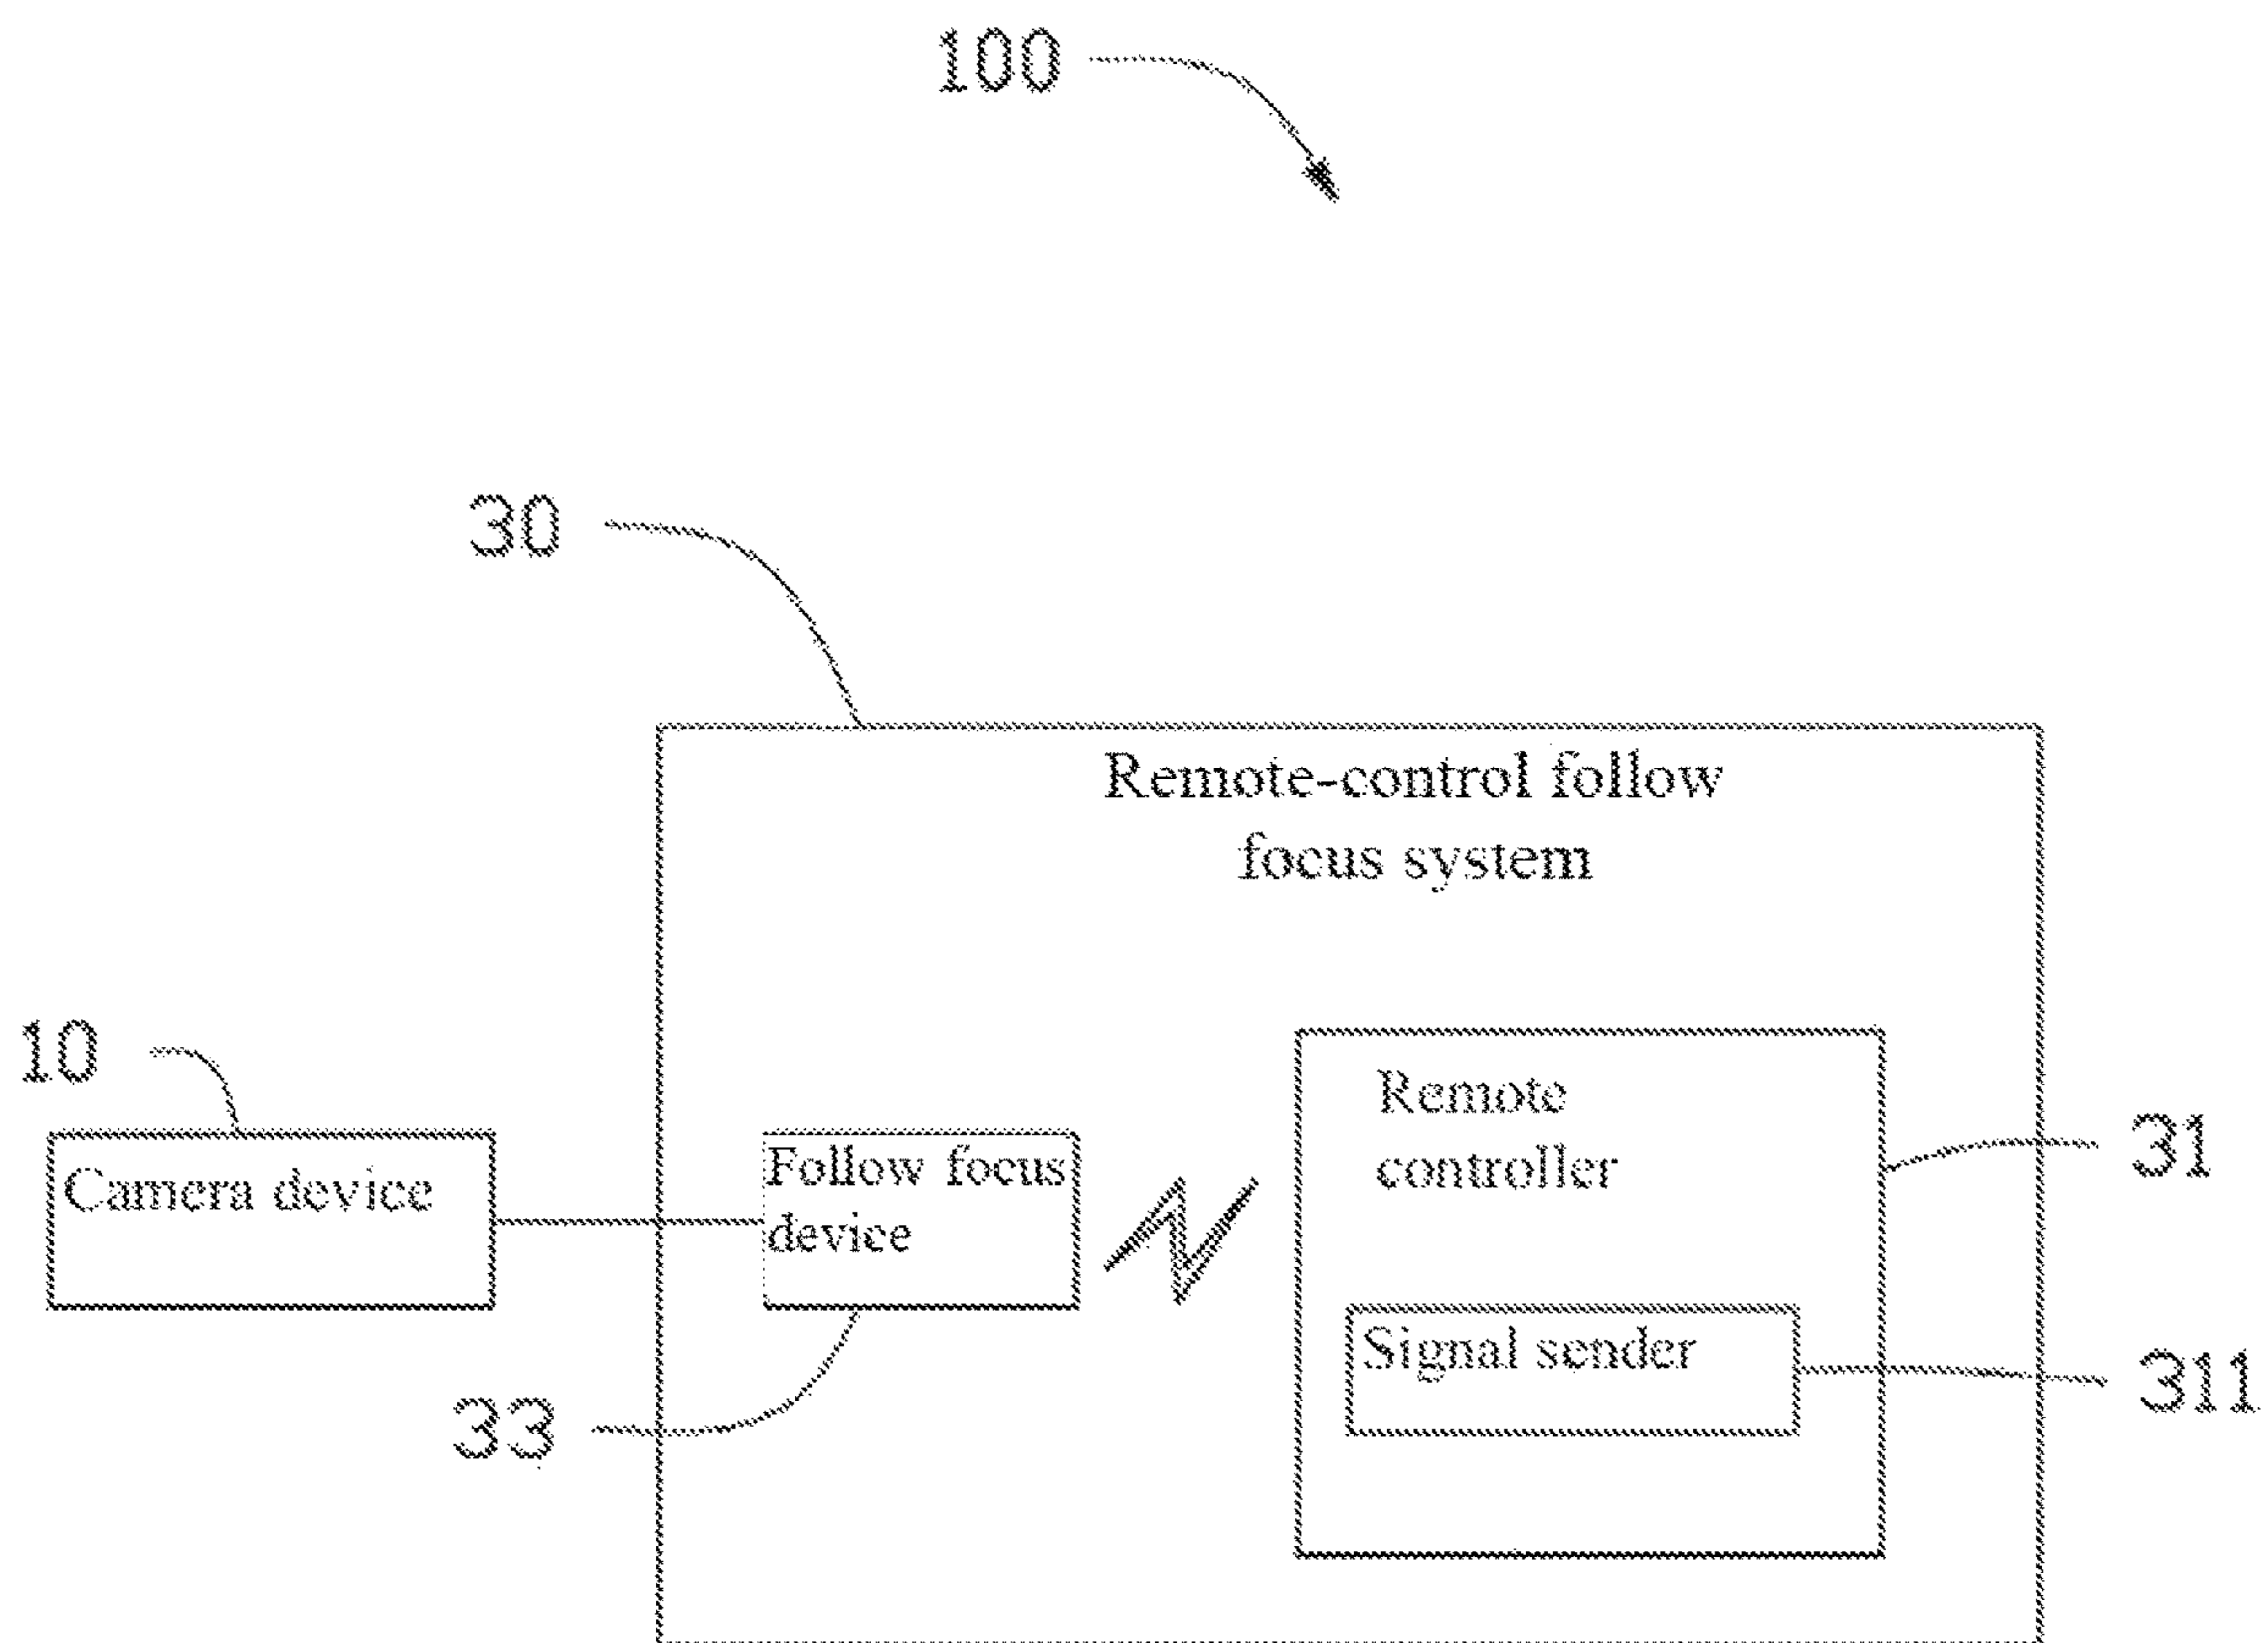 100
30
Remote-control follow
focus system
10
Camera device
Follow focus
device
Remote
controller
31
Signal sender
311
33